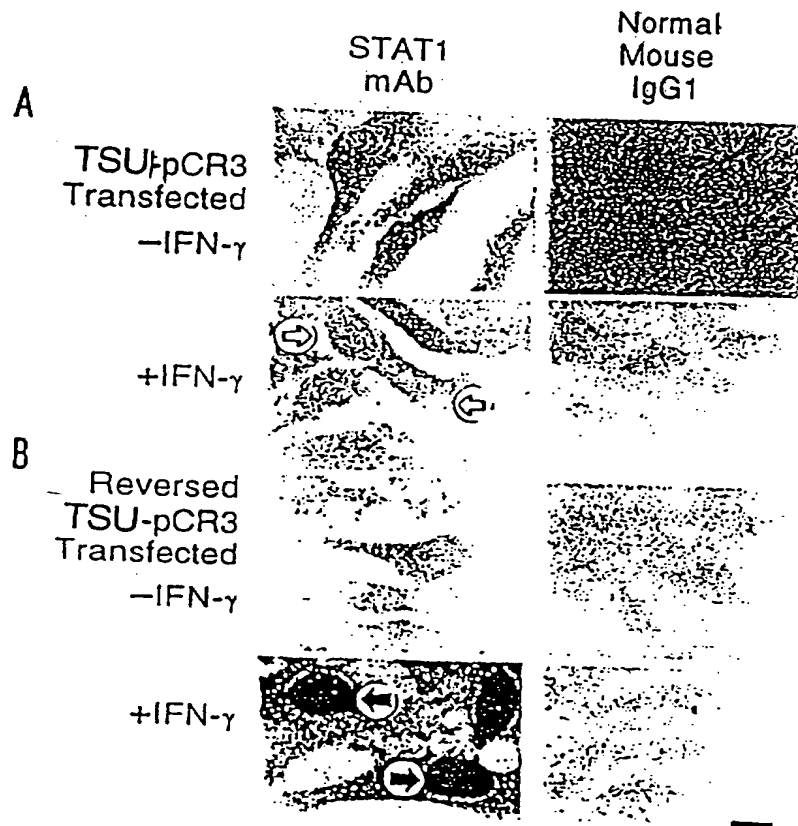 STAT1
mAb
Normal
Mouse
IgG1
A
TSU-pCR3
Transfected
−IFN-γ
+IFN-γ
B
Reversed
TSU-pCR3
Transfected
−IFN-γ
+IFN-γ